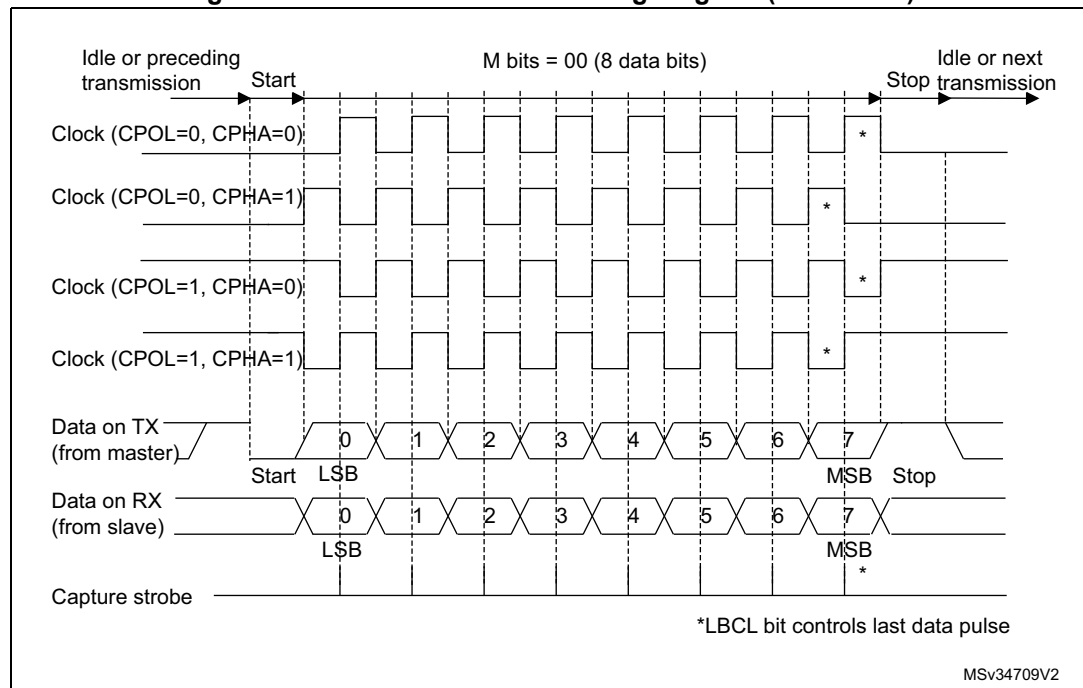 Idle or preceding transmission
Start
M bits = 00 (8 data bits)
Stop
Idle or next transmission
Clock (CPOL=0, CPHA=0)
*
Clock (CPOL=0, CPHA=1)
*
Clock (CPOL=1, CPHA=0)
*
Clock (CPOL=1, CPHA=1)
*
Data on TX
(from master)
0 1 2 3 4 5 6 7
Start LSB MSB Stop
Data on RX
(from slave)
0 1 2 3 4 5 6 7
LSB MSB
*
Capture strobe
*LBCL bit controls last data pulse
MSv34709V2